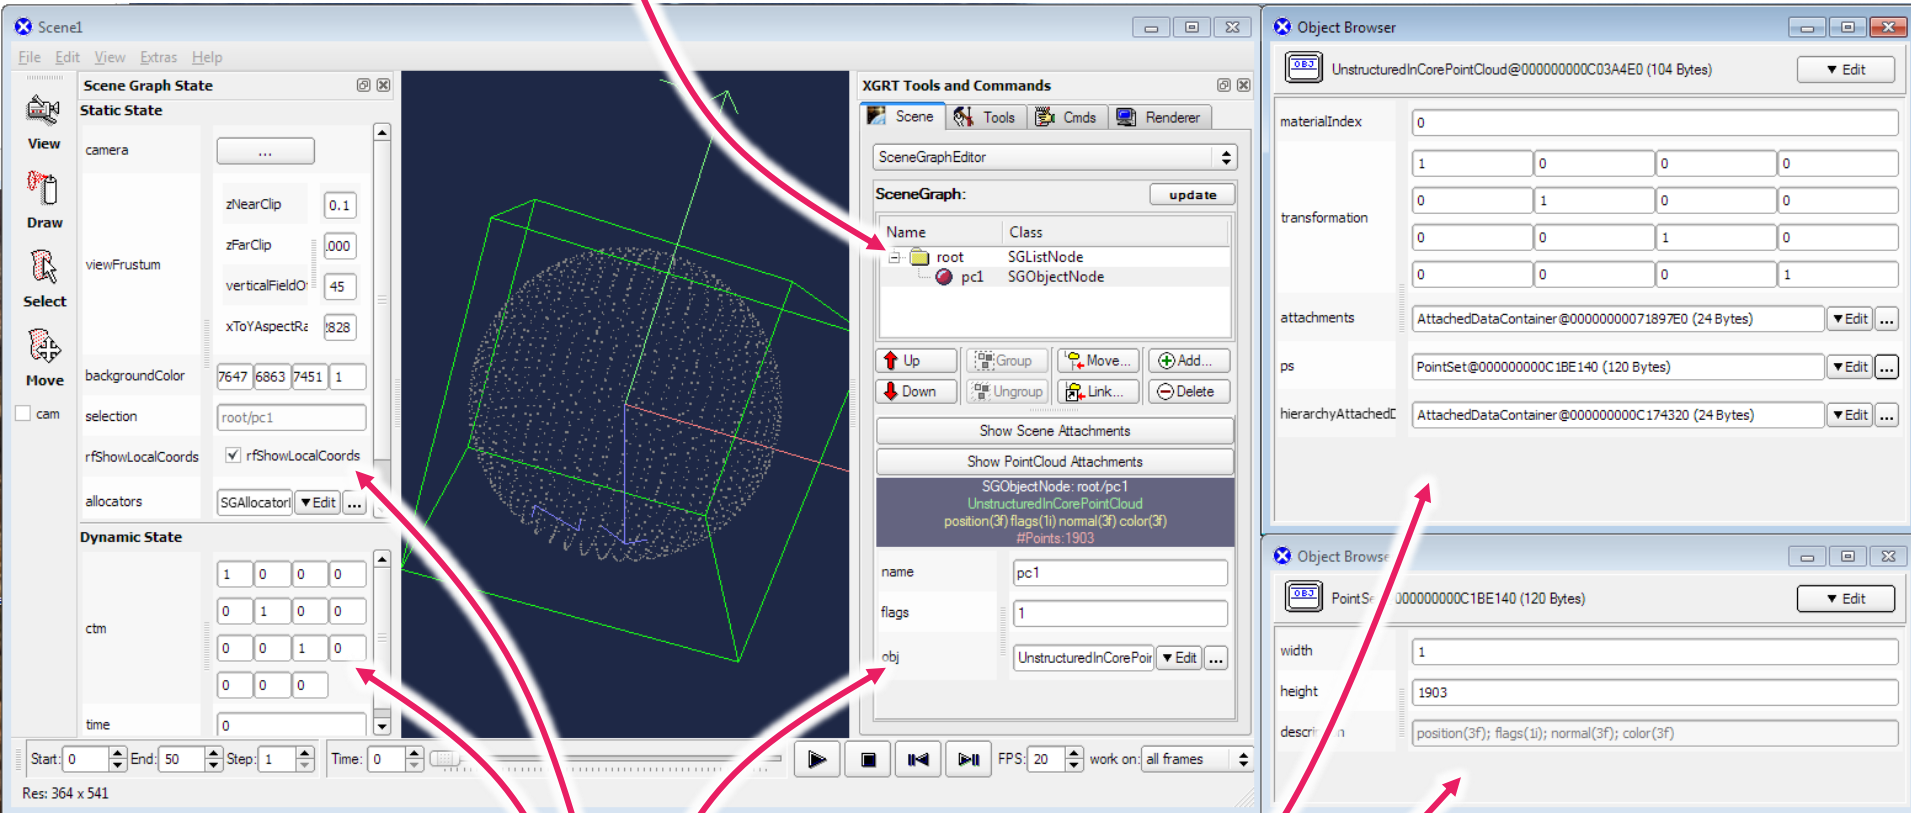 Scene1
File Edit View Extras Help
View
Draw
Select
Move
cam
Scene Graph State
Static State
camera
...
viewFrustum
zNearClip 0.1
zFarClip .000
verticalFieldO 45
xToYAspectRa 828
backgroundColor 7647 6863 7451 1
selection root/pc1
rfShowLocalCoords rfShowLocalCoords
allocators SGAllocatorI Edit ...
Dynamic State
ctm
1 0 0 0
0 1 0 0
0 0 1 0
0 0 0
time 0
XGRT Tools and Commands
Scene Tools Cmds Renderer
SceneGraphEditor
SceneGraph: update
Name Class
root SGListNode
pc1 SGObjectNode
Up Group Move... Add...
Down Ungroup Link... Delete
Show Scene Attachments
Show PointCloud Attachments
SGObjectNode: root/pc1
UnstructuredInCorePointCloud
position(3f) flags(1i) normal(3f) color(3f)
#Points:1903
name pc1
flags 1
obj UnstructuredInCorePoir Edit ...
Start: 0 End: 50 Step: 1 Time: 0 FPS: 20 work on: all frames
Res: 364 x 541
Object Browser
OBJ UnstructuredInCorePointCloud@000000000C03A4E0 (104 Bytes) Edit
materialIndex 0
transformation
1 0 0 0
0 1 0 0
0 0 1 0
0 0 0 1
attachments AttachedDataContainer@00000000071897E0 (24 Bytes) Edit ...
ps PointSet@000000000C1BE140 (120 Bytes) Edit ...
hierarchyAttachedD AttachedDataContainer@000000000C174320 (24 Bytes) Edit ...
Object Browser
OBJ PointS 00000000C1BE140 (120 Bytes) Edit
width 1
height 1903
descri n position(3f); flags(1i); normal(3f); color(3f)